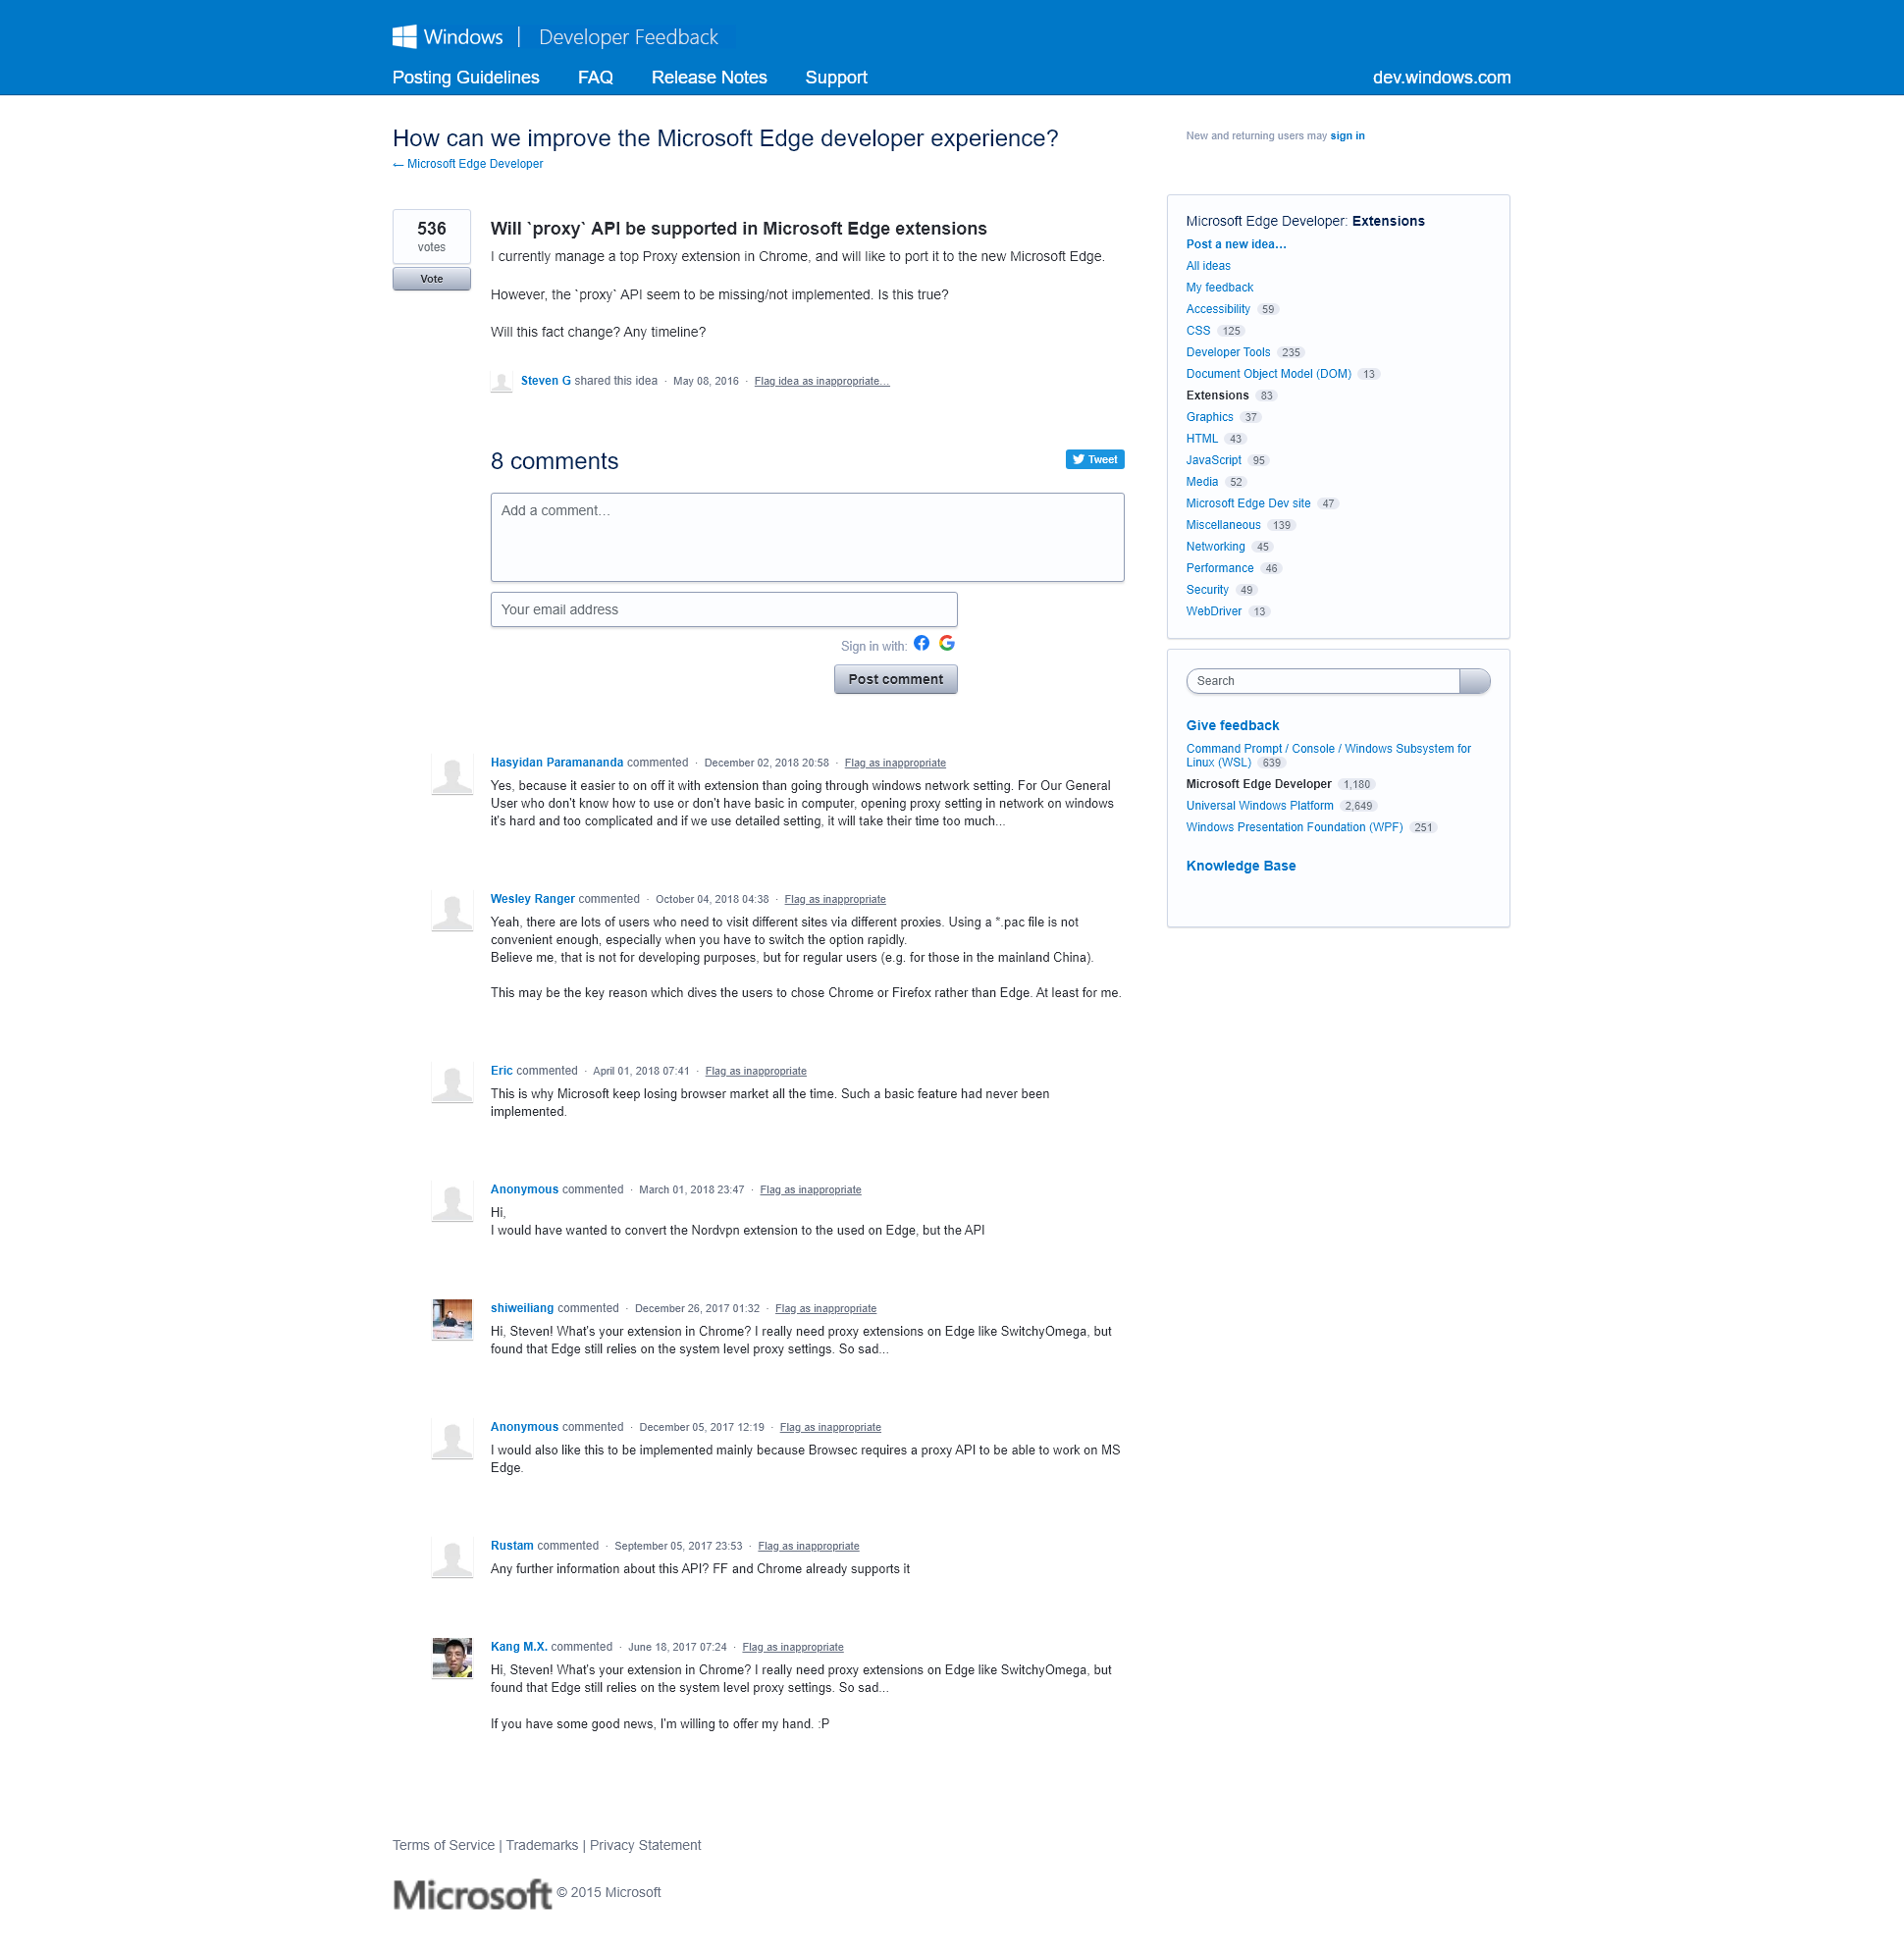 Windows | Developer Feedback
Posting Guidelines FAQ Release Notes Support dev.windows.com
How can we improve the Microsoft Edge developer experience?
← Microsoft Edge Developer
New and returning users may sign in
536
votes
Vote
Will `proxy` API be supported in Microsoft Edge extensions
I currently manage a top Proxy extension in Chrome, and will like to port it to the new Microsoft Edge.
However, the `proxy` API seem to be missing/not implemented. Is this true?
Will this fact change? Any timeline?
Steven G shared this idea · May 08, 2016 · Flag idea as inappropriate…
8 comments
Tweet
Add a comment…
Your email address
Sign in with:
Post comment
Hasyidan Paramananda commented · December 02, 2018 20:58 · Flag as inappropriate
Yes, because it easier to on off it with extension than going through windows network setting. For Our General
User who don't know how to use or don't have basic in computer, opening proxy setting in network on windows
it's hard and too complicated and if we use detailed setting, it will take their time too much...
Wesley Ranger commented · October 04, 2018 04:38 · Flag as inappropriate
Yeah, there are lots of users who need to visit different sites via different proxies. Using a *.pac file is not
convenient enough, especially when you have to switch the option rapidly.
Believe me, that is not for developing purposes, but for regular users (e.g. for those in the mainland China).
This may be the key reason which dives the users to chose Chrome or Firefox rather than Edge. At least for me.
Eric commented · April 01, 2018 07:41 · Flag as inappropriate
This is why Microsoft keep losing browser market all the time. Such a basic feature had never been
implemented.
Anonymous commented · March 01, 2018 23:47 · Flag as inappropriate
Hi,
I would have wanted to convert the Nordvpn extension to the used on Edge, but the API
shiweiliang commented · December 26, 2017 01:32 · Flag as inappropriate
Hi, Steven! What's your extension in Chrome? I really need proxy extensions on Edge like SwitchyOmega, but
found that Edge still relies on the system level proxy settings. So sad...
Anonymous commented · December 05, 2017 12:19 · Flag as inappropriate
I would also like this to be implemented mainly because Browsec requires a proxy API to be able to work on MS
Edge.
Rustam commented · September 05, 2017 23:53 · Flag as inappropriate
Any further information about this API? FF and Chrome already supports it
Kang M.X. commented · June 18, 2017 07:24 · Flag as inappropriate
Hi, Steven! What's your extension in Chrome? I really need proxy extensions on Edge like SwitchyOmega, but
found that Edge still relies on the system level proxy settings. So sad...
If you have some good news, I'm willing to offer my hand. :P
Microsoft Edge Developer: Extensions
Post a new idea…
All ideas
My feedback
Accessibility 59
CSS 125
Developer Tools 235
Document Object Model (DOM) 13
Extensions 83
Graphics 37
HTML 43
JavaScript 95
Media 52
Microsoft Edge Dev site 47
Miscellaneous 139
Networking 45
Performance 46
Security 49
WebDriver 13
Search
Give feedback
Command Prompt / Console / Windows Subsystem for
Linux (WSL) 639
Microsoft Edge Developer 1,180
Universal Windows Platform 2,649
Windows Presentation Foundation (WPF) 251
Knowledge Base
Terms of Service | Trademarks | Privacy Statement
Microsoft © 2015 Microsoft